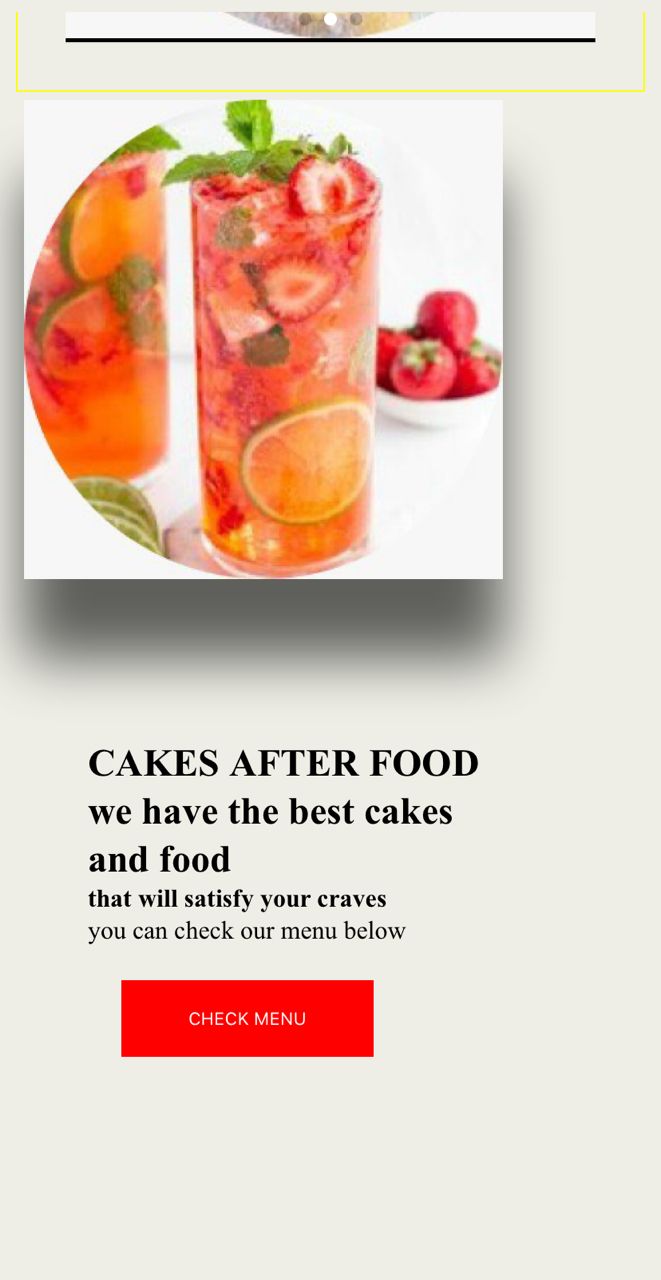 CAKES AFTER FOOD
we have the best cakes
and food
that will satisfy your craves
you can check our menu below
CHECK MENU